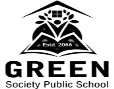 Estd. 2066
GREEN
Society Public School